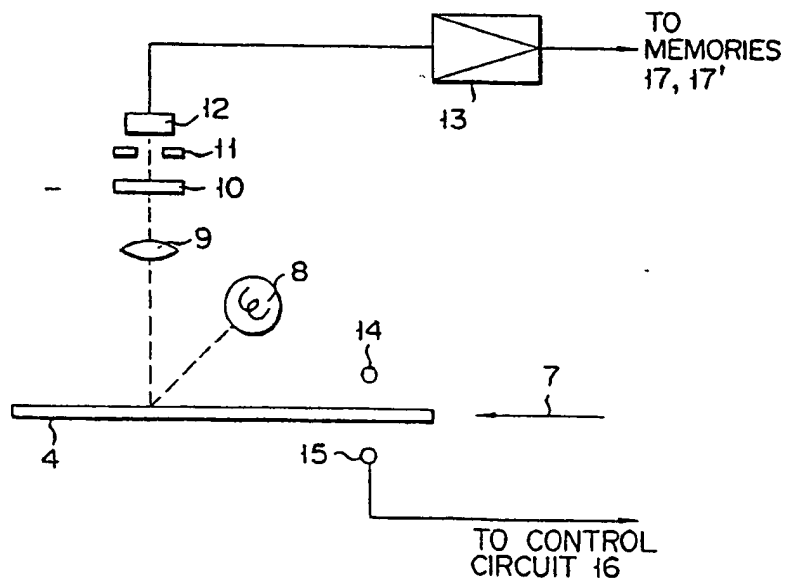 TO
MEMORIES
17, 17'
13
12
11
10
9
8
14
7
4
15
TO CONTROL
CIRCUIT 16